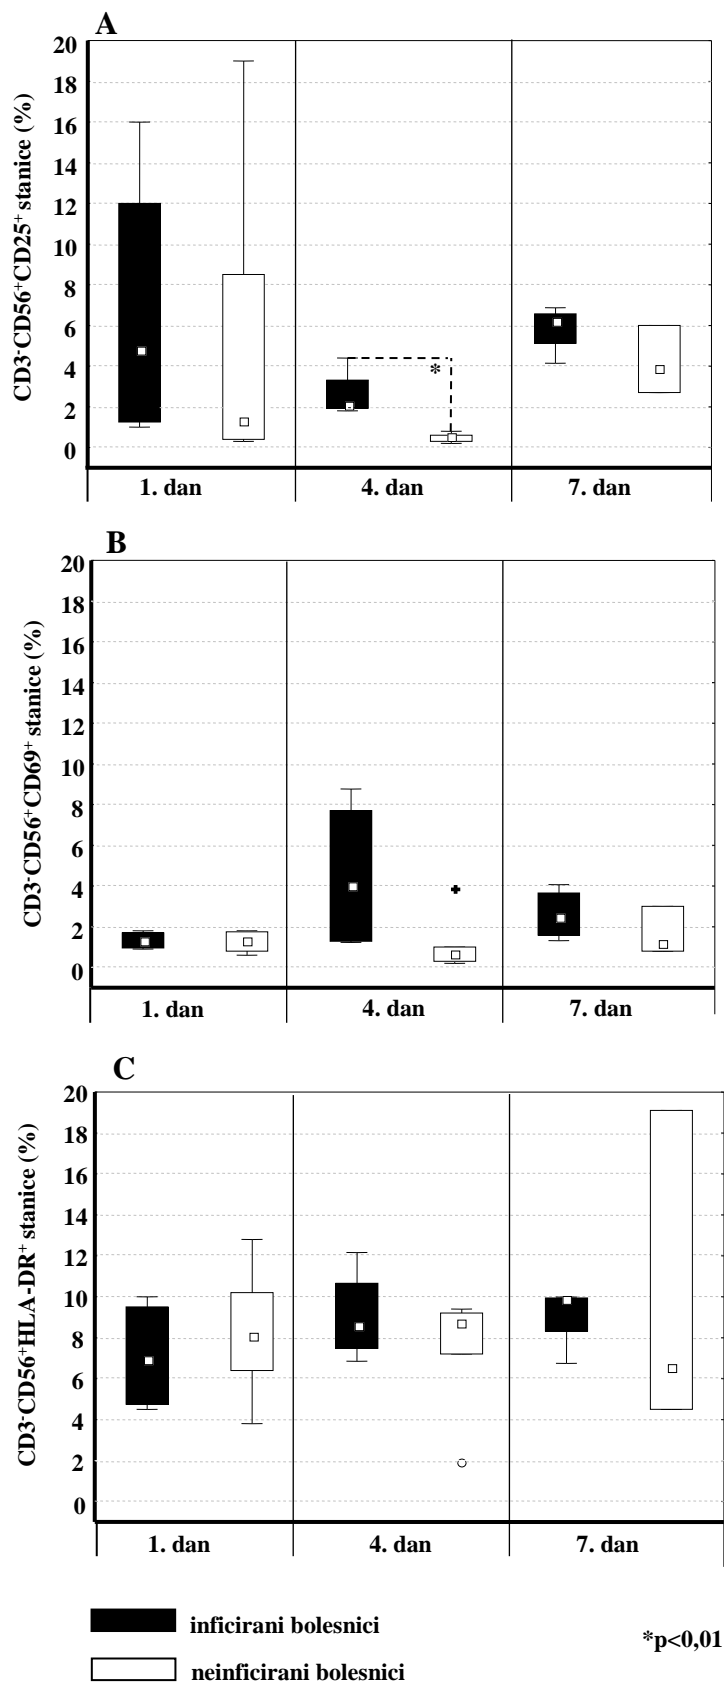 A
CD3⁻CD56⁺CD25⁺ stanice (%)
20
18
16
14
12
10
8
6
4
2
0
*
1. dan 4. dan 7. dan
B
CD3⁻CD56⁺CD69⁺ stanice (%)
20
18
16
14
12
10
8
6
4
2
0
1. dan 4. dan 7. dan
C
CD3⁻CD56⁺HLA-DR⁺ stanice (%)
20
18
16
14
12
10
8
6
4
2
0
1. dan 4. dan 7. dan
inficirani bolesnici
*p<0,01
neinficirani bolesnici